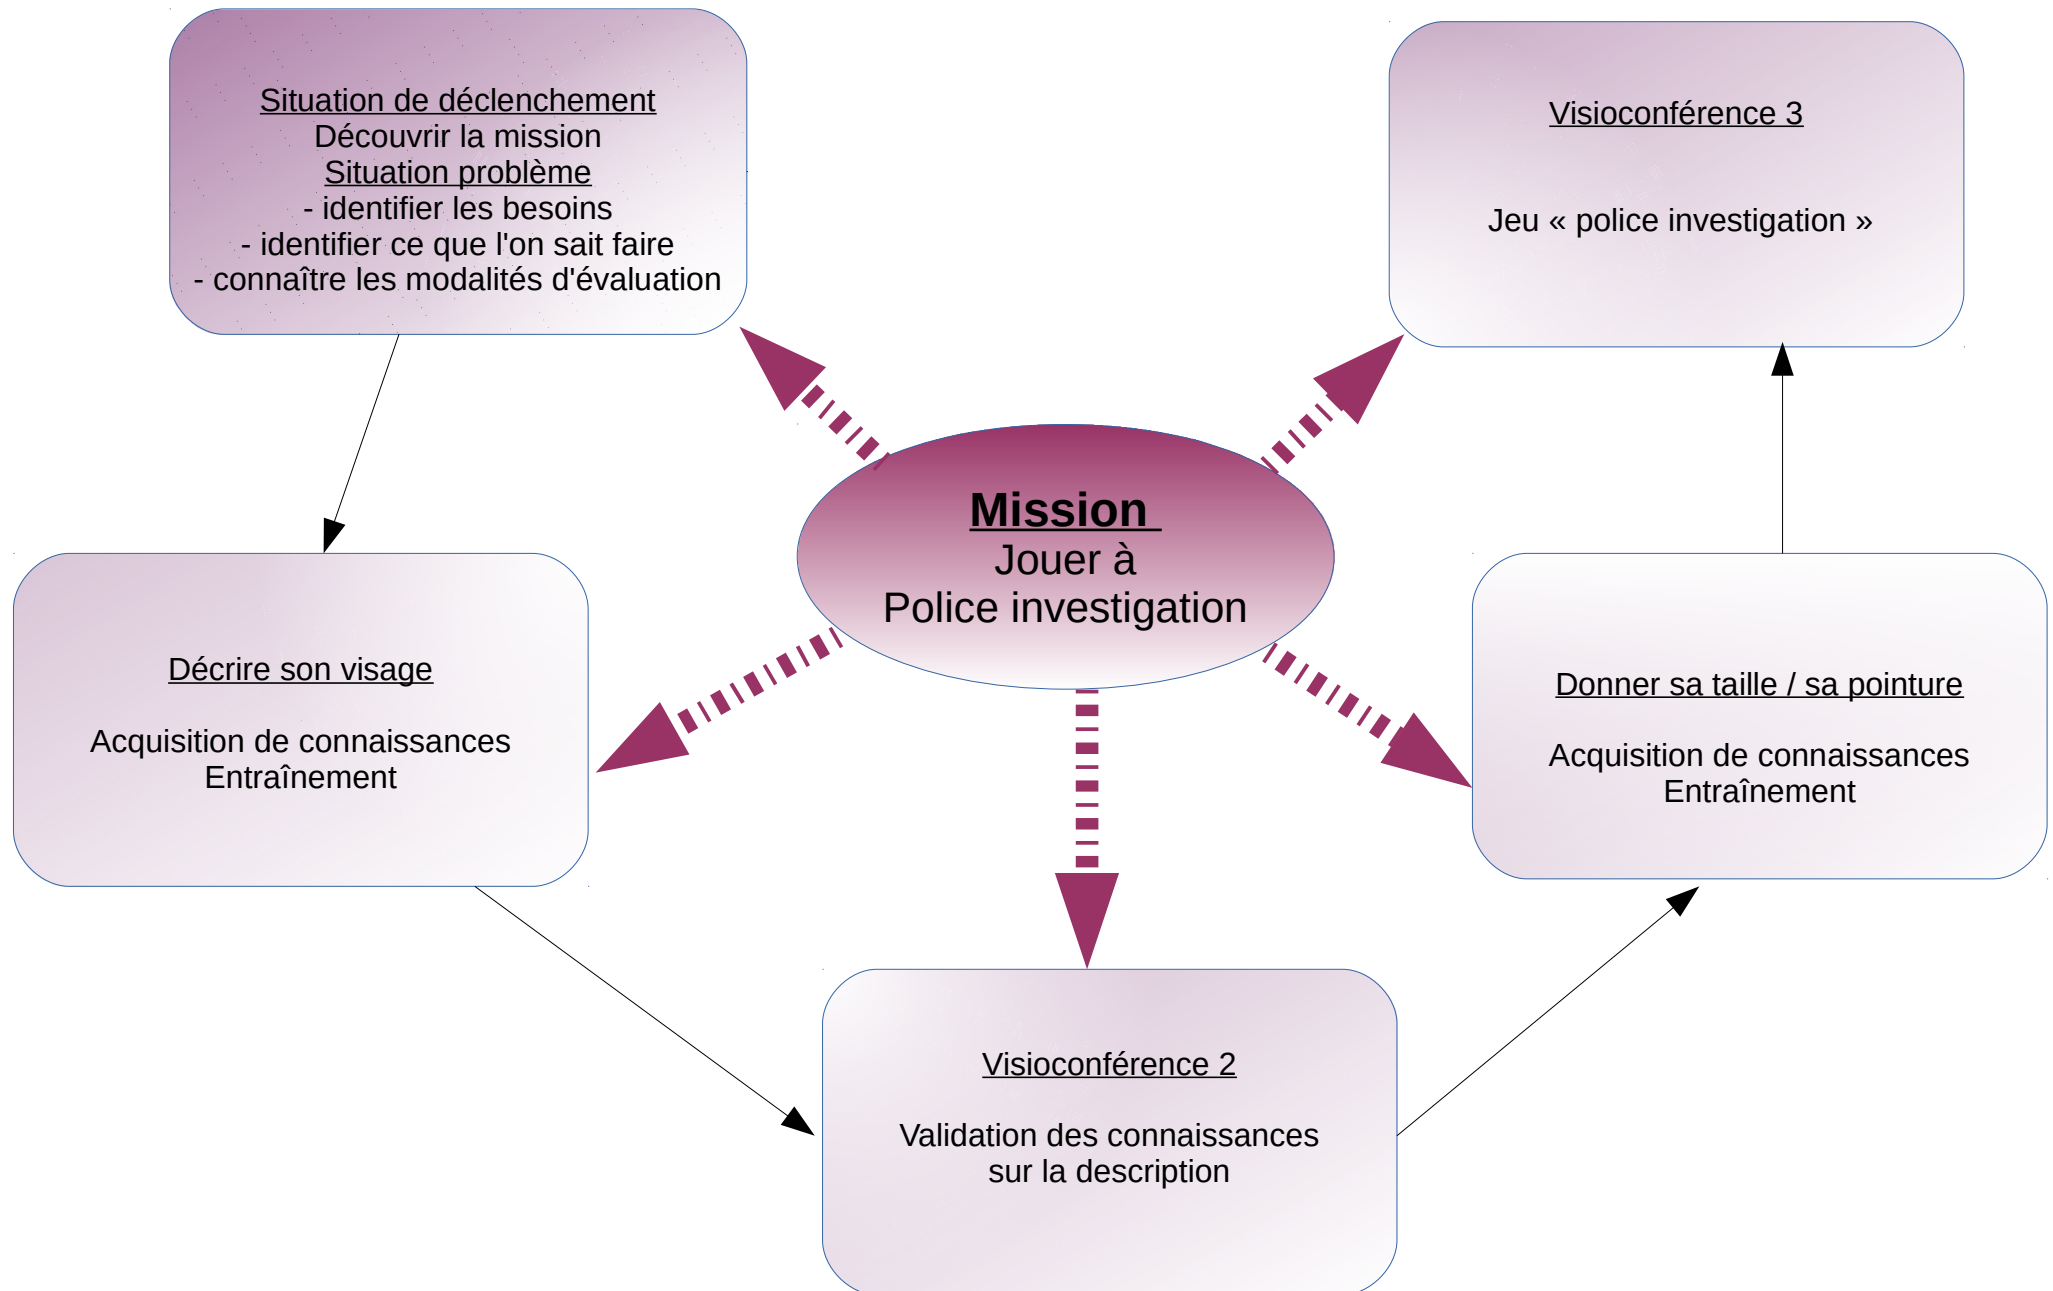 Situation de déclenchement
Découvrir la mission
Situation problème
- identifier les besoins
- identifier ce que l'on sait faire
- connaître les modalités d'évaluation
Visioconférence 3
Jeu « police investigation »
Mission
Jouer à
Police investigation
Décrire son visage
Acquisition de connaissances
Entraînement
Donner sa taille / sa pointure
Acquisition de connaissances
Entraînement
Visioconférence 2
Validation des connaissances
sur la description